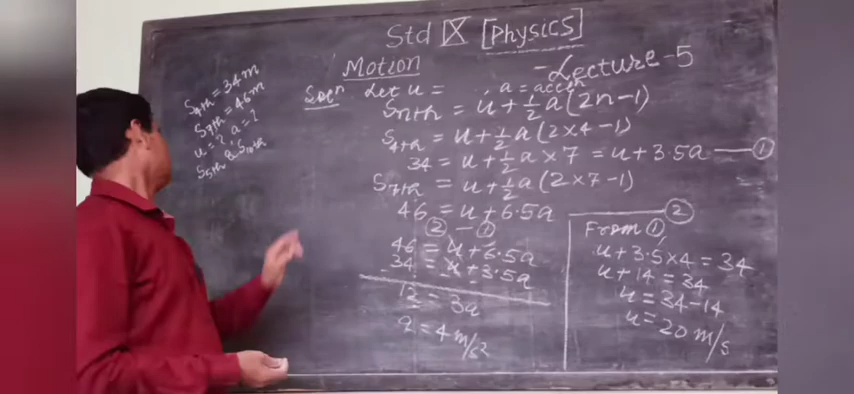 Std X [Physics]
Motion
- Lecture-5
S4th = 34m
S7th = 46m
u = ?, a = ?
S5th & S10th
Soln Let u = , a = accen
Snth = u + 1/2 a (2n-1)
S4th = u + 1/2 a (2×4-1)
34 = u + 1/2 a × 7 = u + 3.5a — ①
S7th = u + 1/2 a (2×7-1)
46 = u + 6.5a — ②
② - ①
46 = u + 6.5a
34 = u + 3.5a
- - -
12 = 3a
a = 4 m/s2
From ①
u + 3.5×4 = 34
u + 14 = 34
u = 34-14
u = 20 m/s